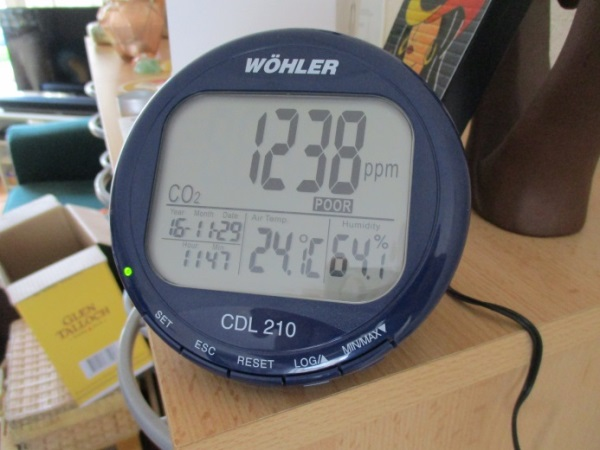 WÖHLER
1238 ppm
CO2
POOR
Year Month Date
16-11-29
Hour Min
11:47
Air Temp.
24.1°C
Humidity
64.1%
SET
ESC
RESET
LOG/▲
MIN/MAX▼
CDL 210
GLEN
TALLOCH